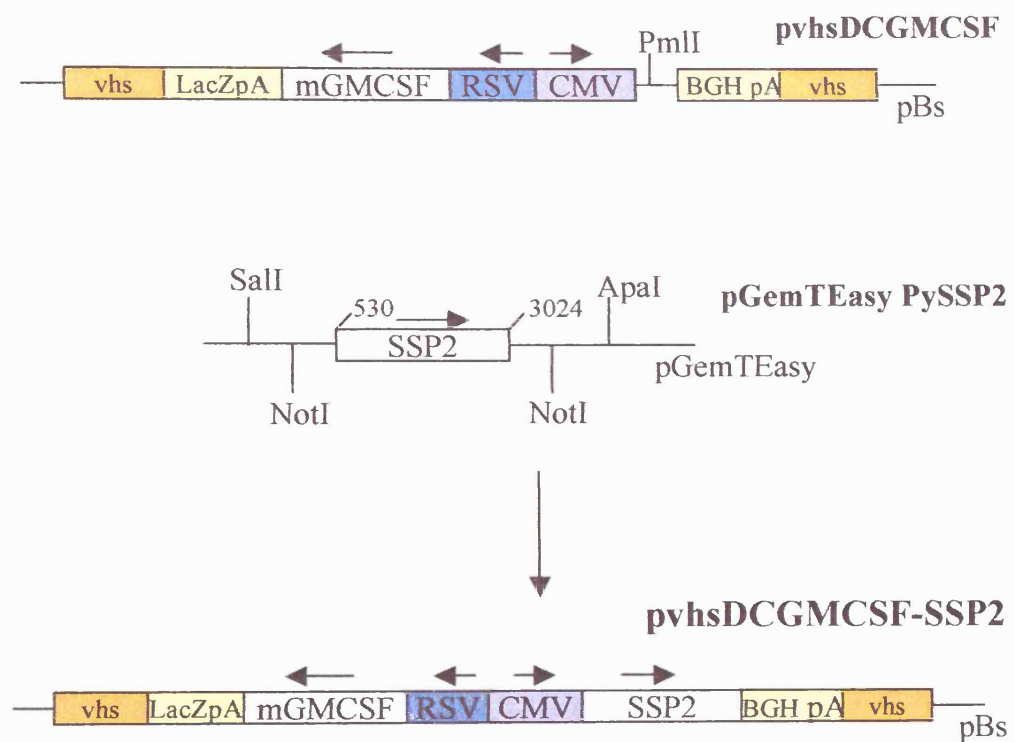 pvhsDCGMCSF
PmlI
vhs LacZpA mGMCSF RSV CMV BGH pA vhs
pBs
SalI
ApaI
pGemTEasy PySSP2
530 3024
SSP2
pGemTEasy
NotI NotI
pvhsDCGMCSF-SSP2
vhs LacZpA mGMCSF RSV CMV SSP2 BGH pA vhs
pBs